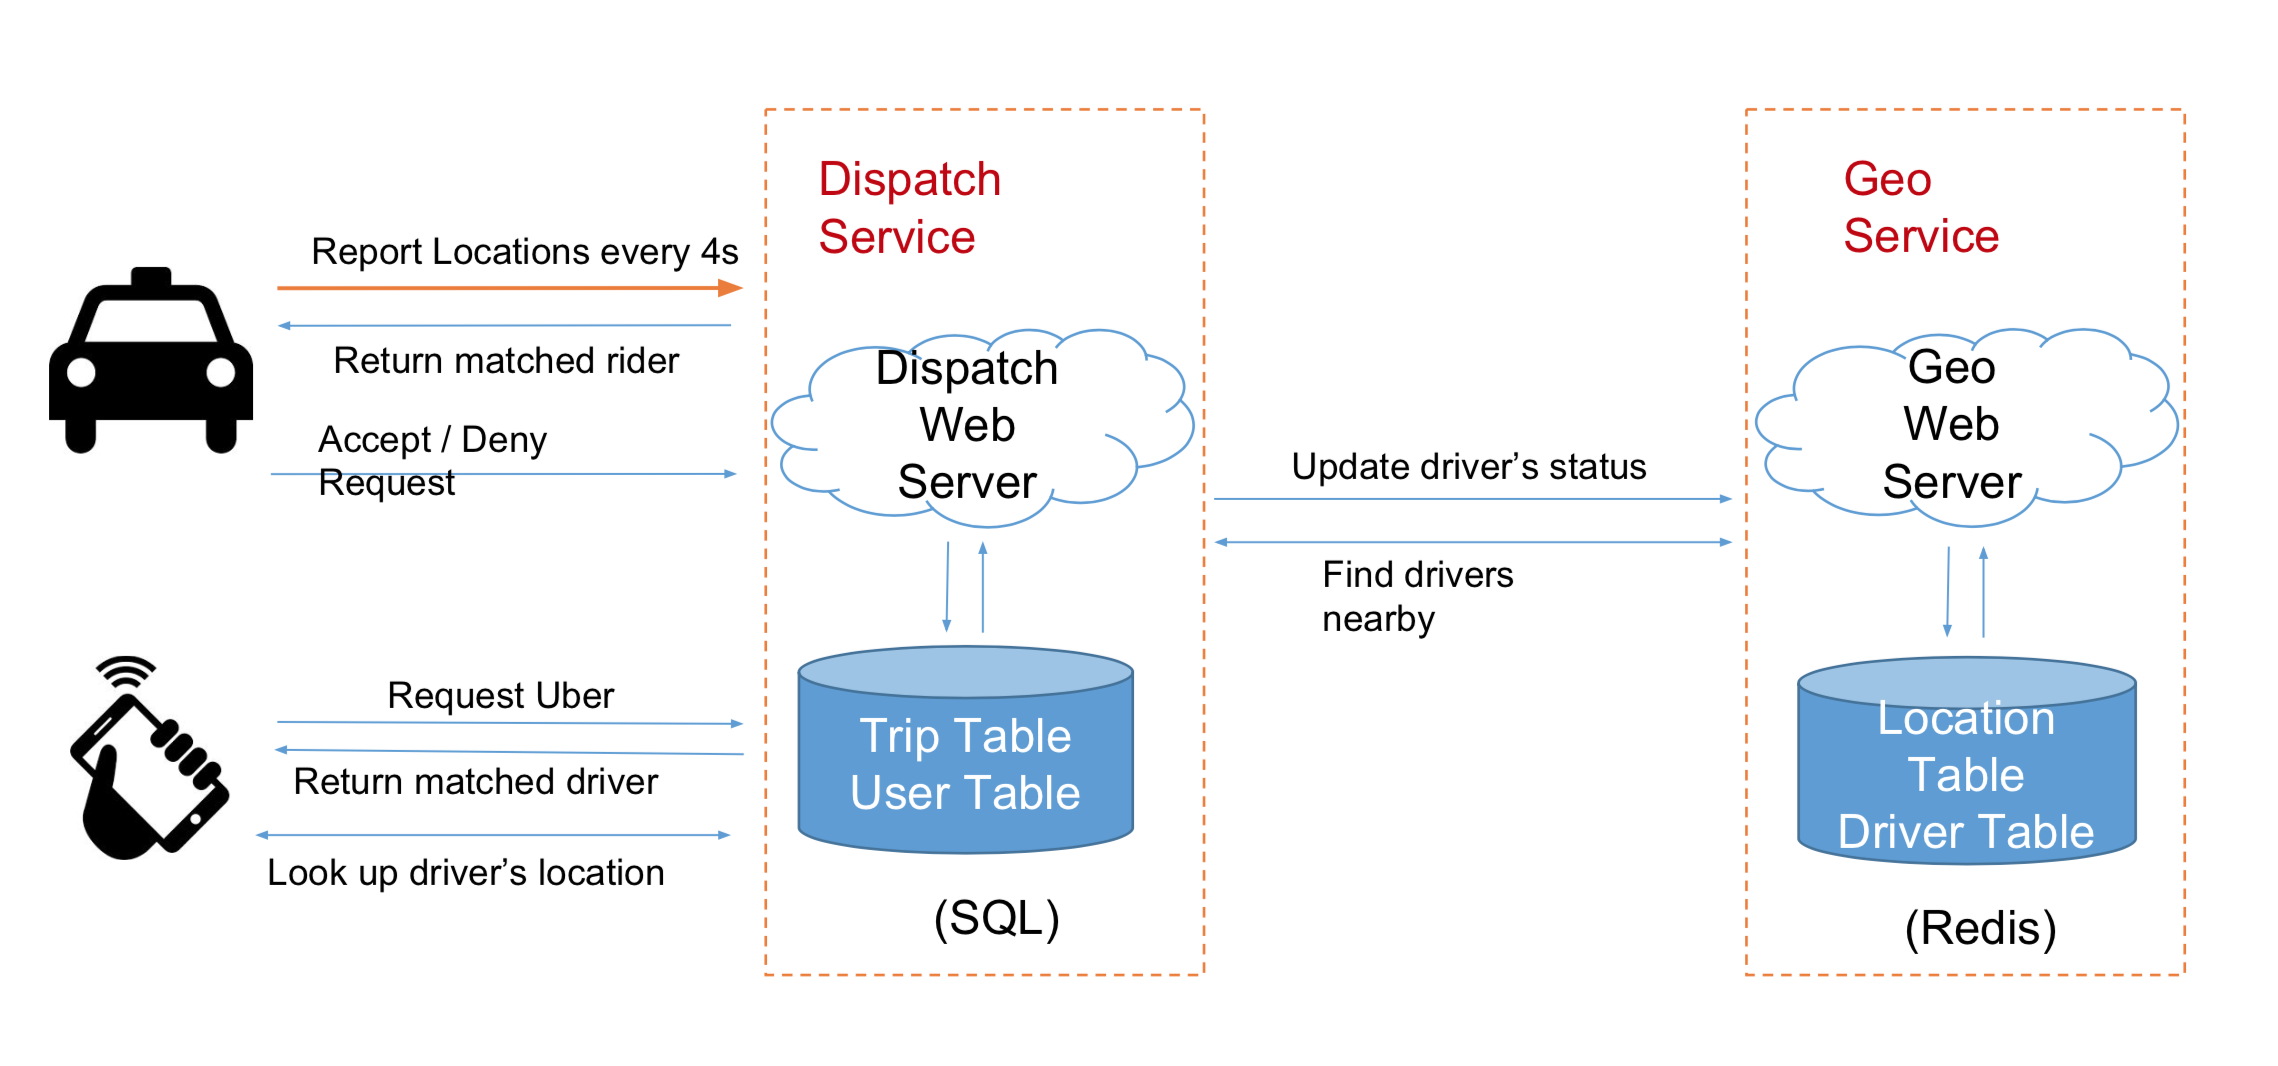 Report Locations every 4s
Return matched rider
Accept / Deny
Request
Request Uber
Return matched driver
Look up driver’s location
Dispatch
Service
Dispatch
Web
Server
Trip Table
User Table
(SQL)
Update driver’s status
Find drivers
nearby
Geo
Service
Geo
Web
Server
Location
Table
Driver Table
(Redis)